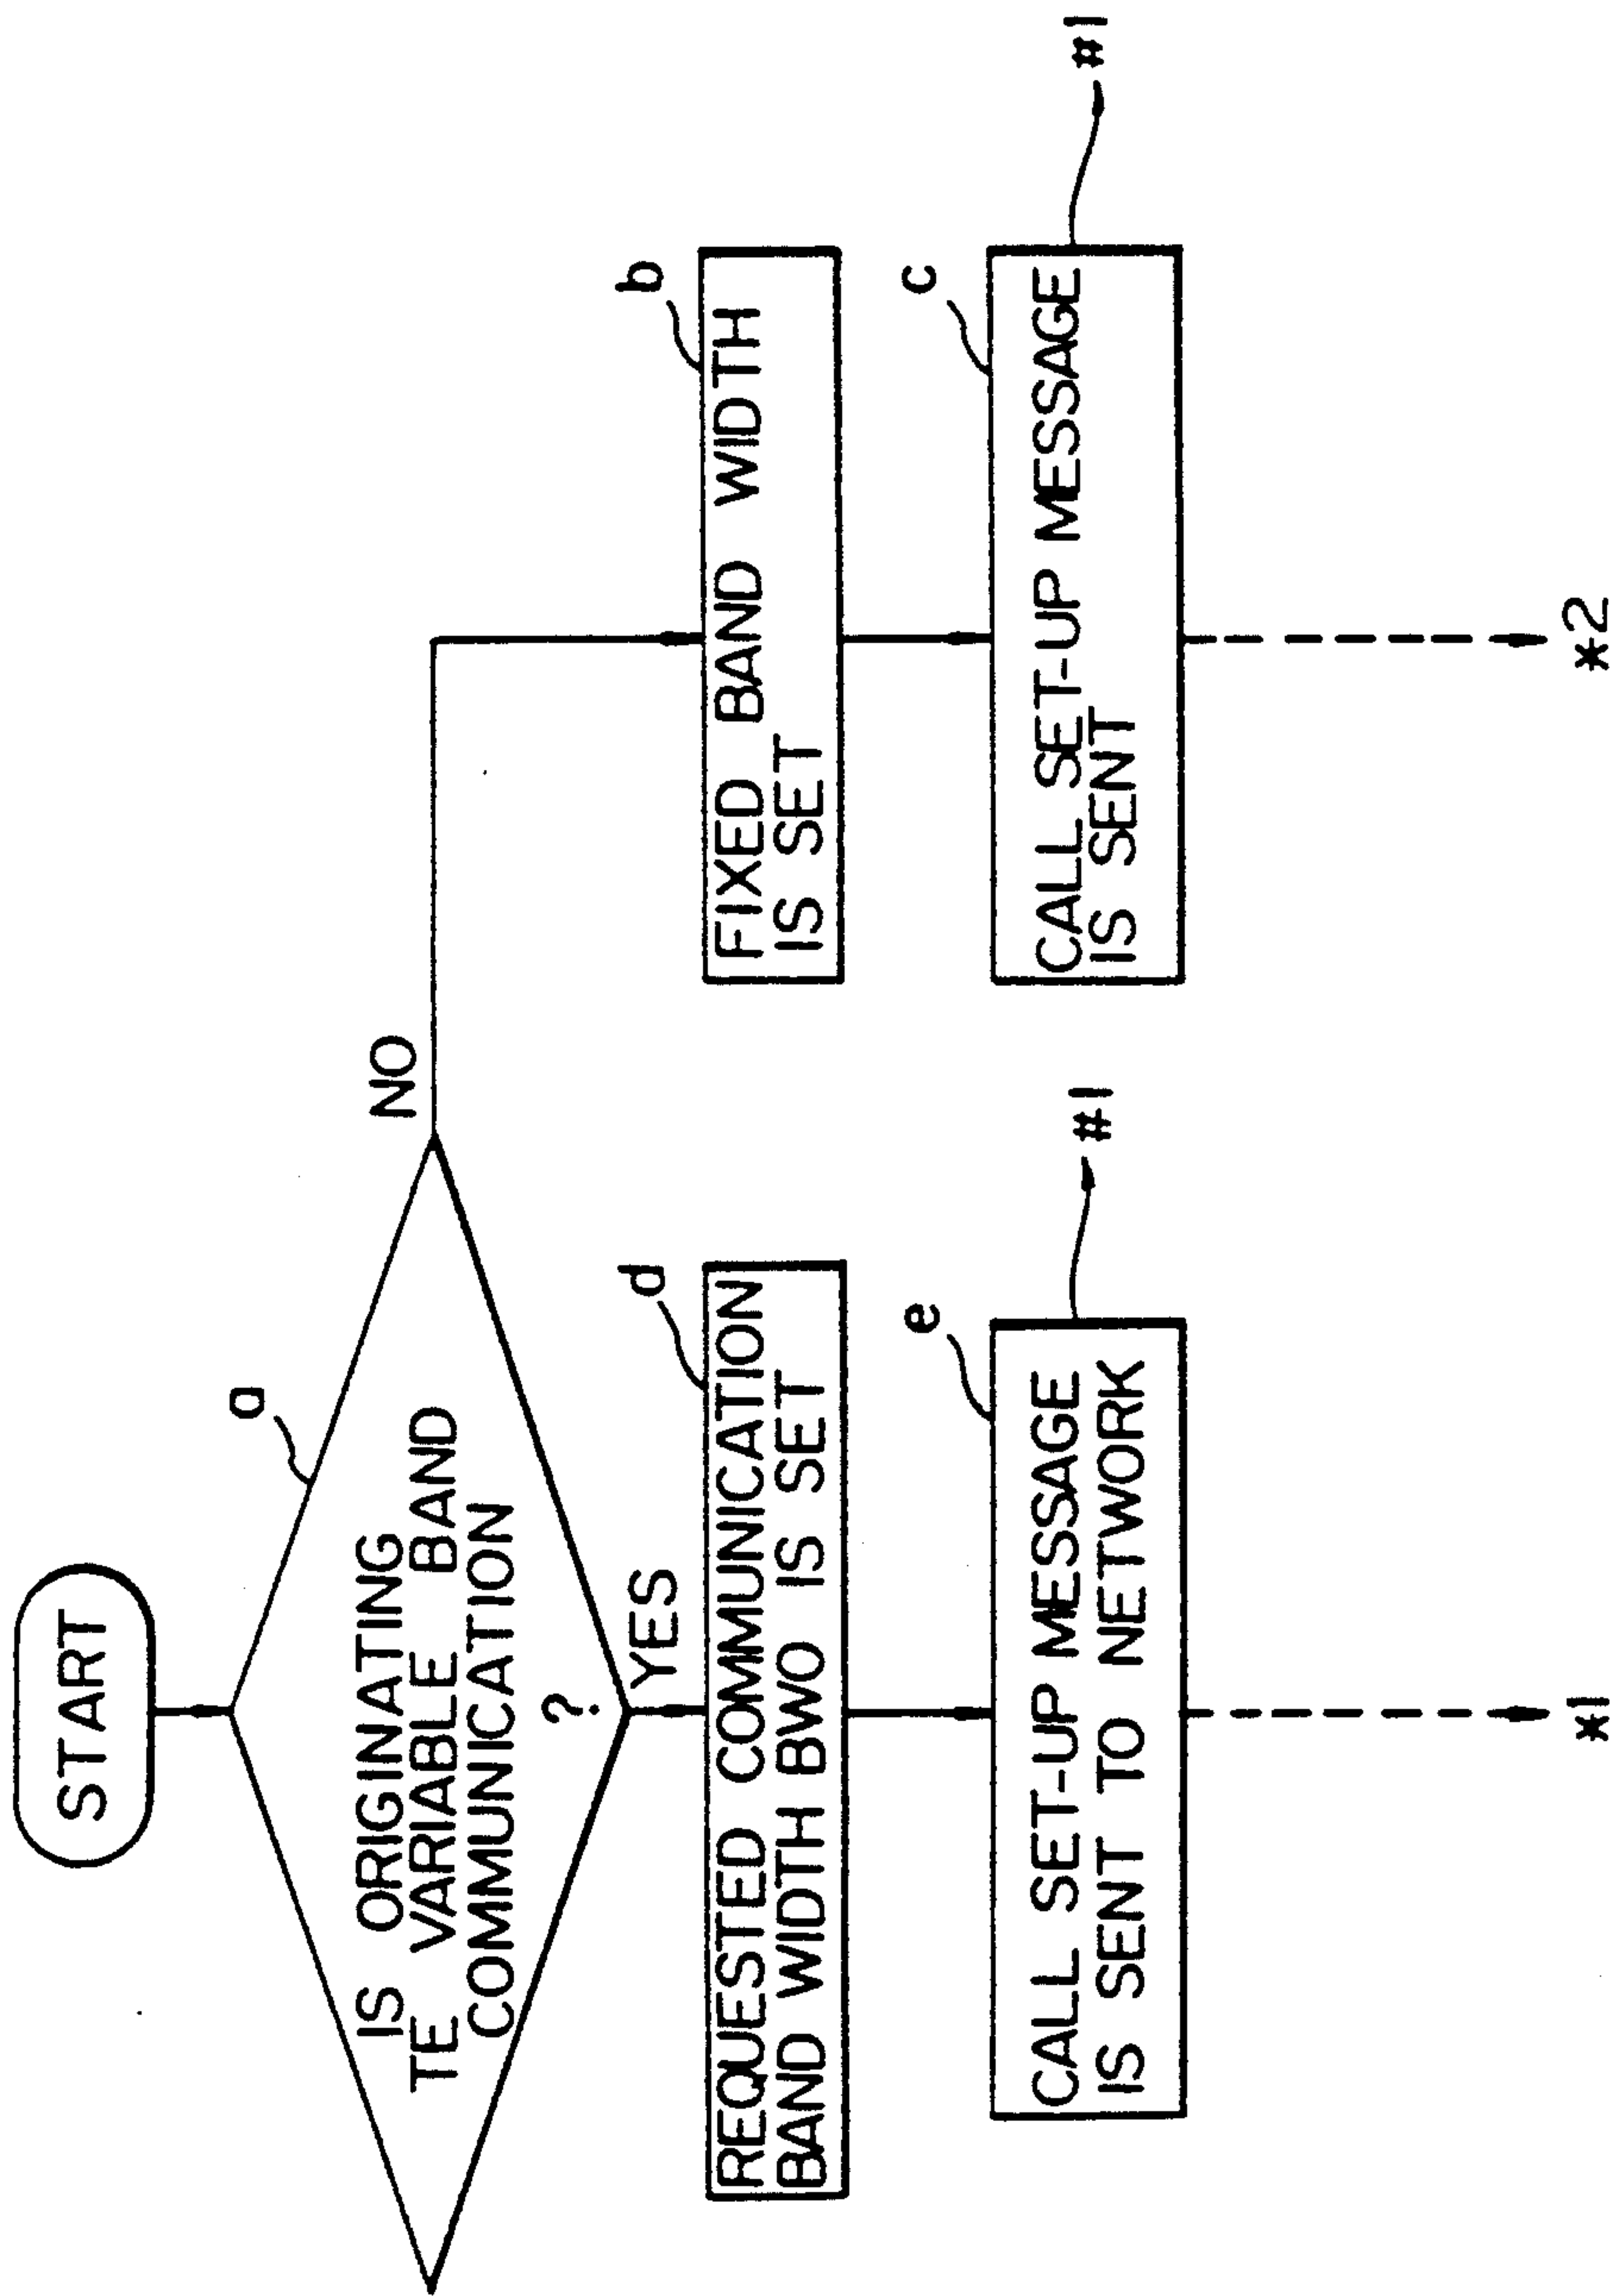 START
a
IS ORIGINATING
TE VARIABLE BAND
COMMUNICATION
?
NO
YES
d
REQUESTED COMMUNICATION
BAND WIDTH BWO IS SET
e
CALL SET-UP MESSAGE
IS SENT TO NETWORK
#1
*1
b
FIXED BAND WIDTH
IS SET
c
CALL SET-UP MESSAGE
IS SENT
#1
*2